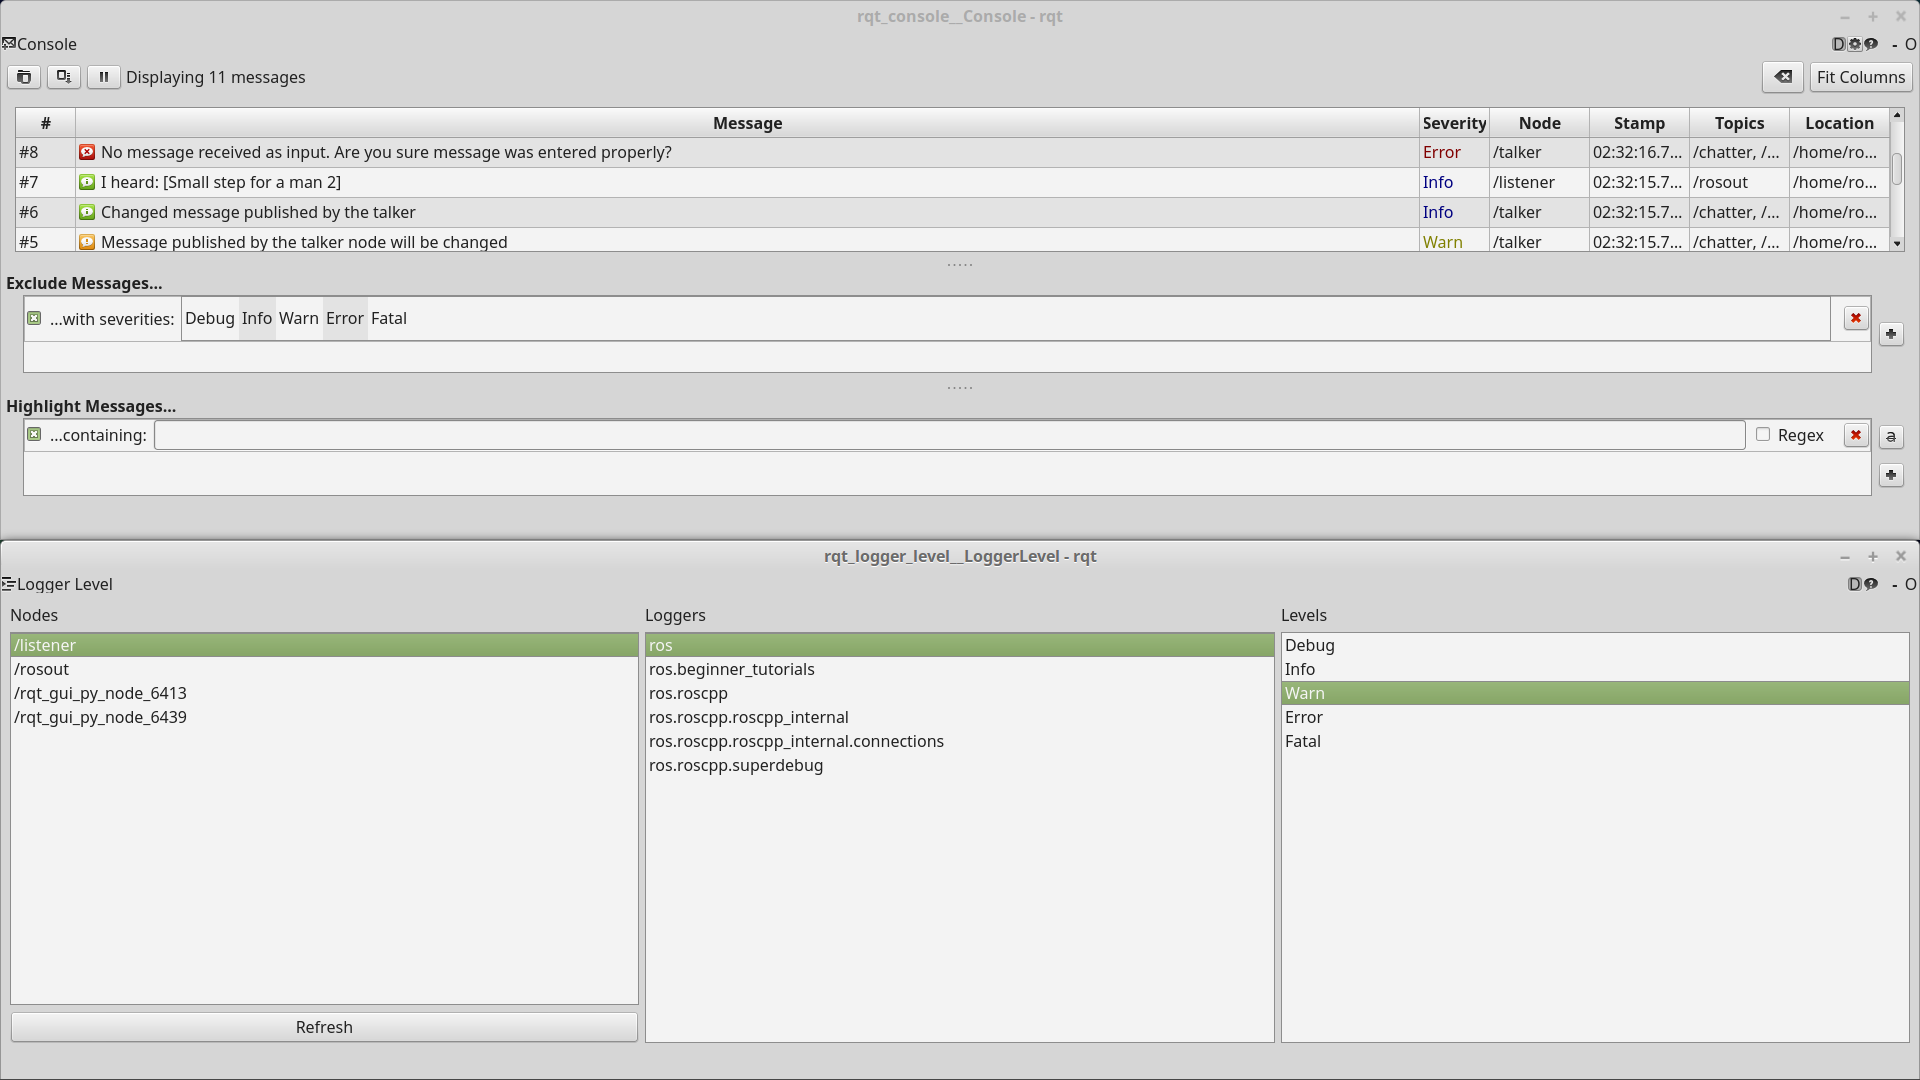 rqt_console__Console - rqt
Console
D - O
Displaying 11 messages
Fit Columns
# Message Severity Node Stamp Topics Location
#8 No message received as input. Are you sure message was entered properly? Error /talker 02:32:16.7... /chatter, /... /home/ro...
#7 I heard: [Small step for a man 2] Info /listener 02:32:15.7... /rosout /home/ro...
#6 Changed message published by the talker Info /talker 02:32:15.7... /chatter, /... /home/ro...
#5 Message published by the talker node will be changed Warn /talker 02:32:15.7... /chatter, /... /home/ro...
Exclude Messages...
...with severities: Debug Info Warn Error Fatal
Highlight Messages...
...containing: Regex
a
rqt_logger_level__LoggerLevel - rqt
Logger Level
D - O
Nodes Loggers Levels
/listener ros Debug
/rosout ros.beginner_tutorials Info
/rqt_gui_py_node_6413 ros.roscpp Warn
/rqt_gui_py_node_6439 ros.roscpp.roscpp_internal Error
ros.roscpp.roscpp_internal.connections Fatal
ros.roscpp.superdebug
Refresh